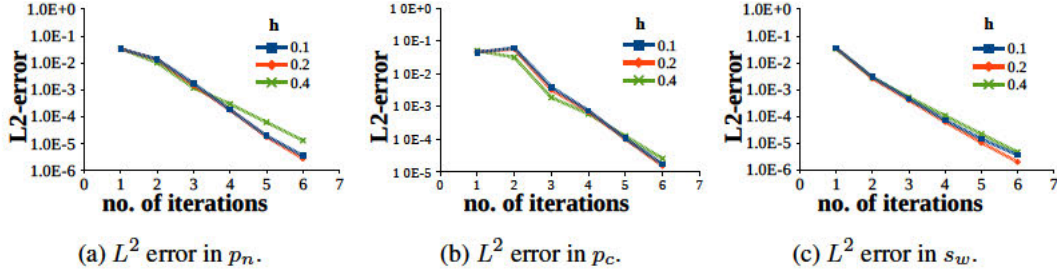 1.0E+0
1.0E-1
1.0E-2
1.0E-3
1.0E-4
1.0E-5
1.0E-6
L2-error
h
0.1
0.2
0.4
0 1 2 3 4 5 6 7
no. of iterations
(a) L² error in pₙ.
1 0E+0
1 0E-1
1 0E-2
1 0E-3
1 0E-4
1 0E-5
L2-error
h
0.1
0.2
0.4
0 1 2 3 4 5 6 7
no. of iterations
(b) L² error in p_c.
1.0E+0
1.0E-1
1.0E-2
1.0E-3
1.0E-4
1.0E-5
1.0E-6
L2-error
h
0.1
0.2
0.4
0 1 2 3 4 5 6 7
no. of iterations
(c) L² error in s_w.